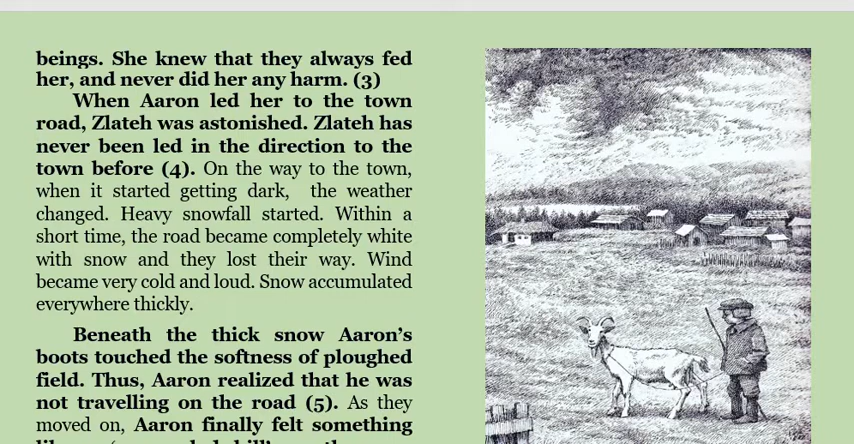 beings. She knew that they always fed
her, and never did her any harm. (3)
When Aaron led her to the town
road, Zlateh was astonished. Zlateh has
never been led in the direction to the
town before (4). On the way to the town,
when it started getting dark, the weather
changed. Heavy snowfall started. Within a
short time, the road became completely white
with snow and they lost their way. Wind
became very cold and loud. Snow accumulated
everywhere thickly.
Beneath the thick snow Aaron’s
boots touched the softness of ploughed
field. Thus, Aaron realized that he was
not travelling on the road (5). As they
moved on, Aaron finally felt something